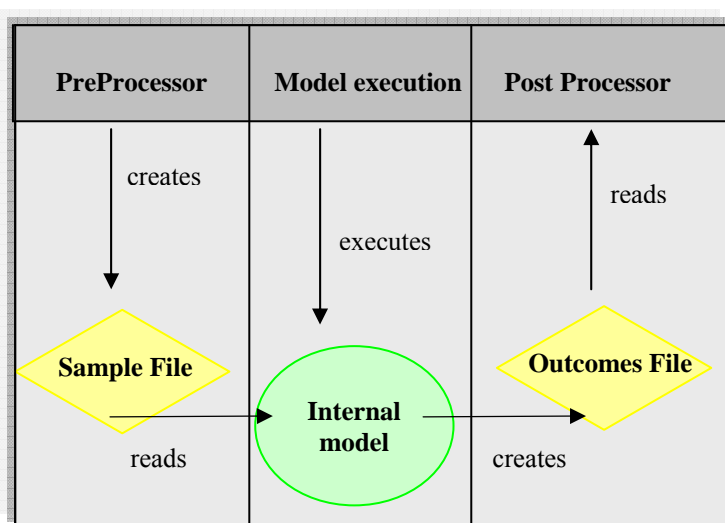 PreProcessor
Model execution
Post Processor
creates
reads
executes
Sample File
Outcomes File
Internal
model
reads
creates